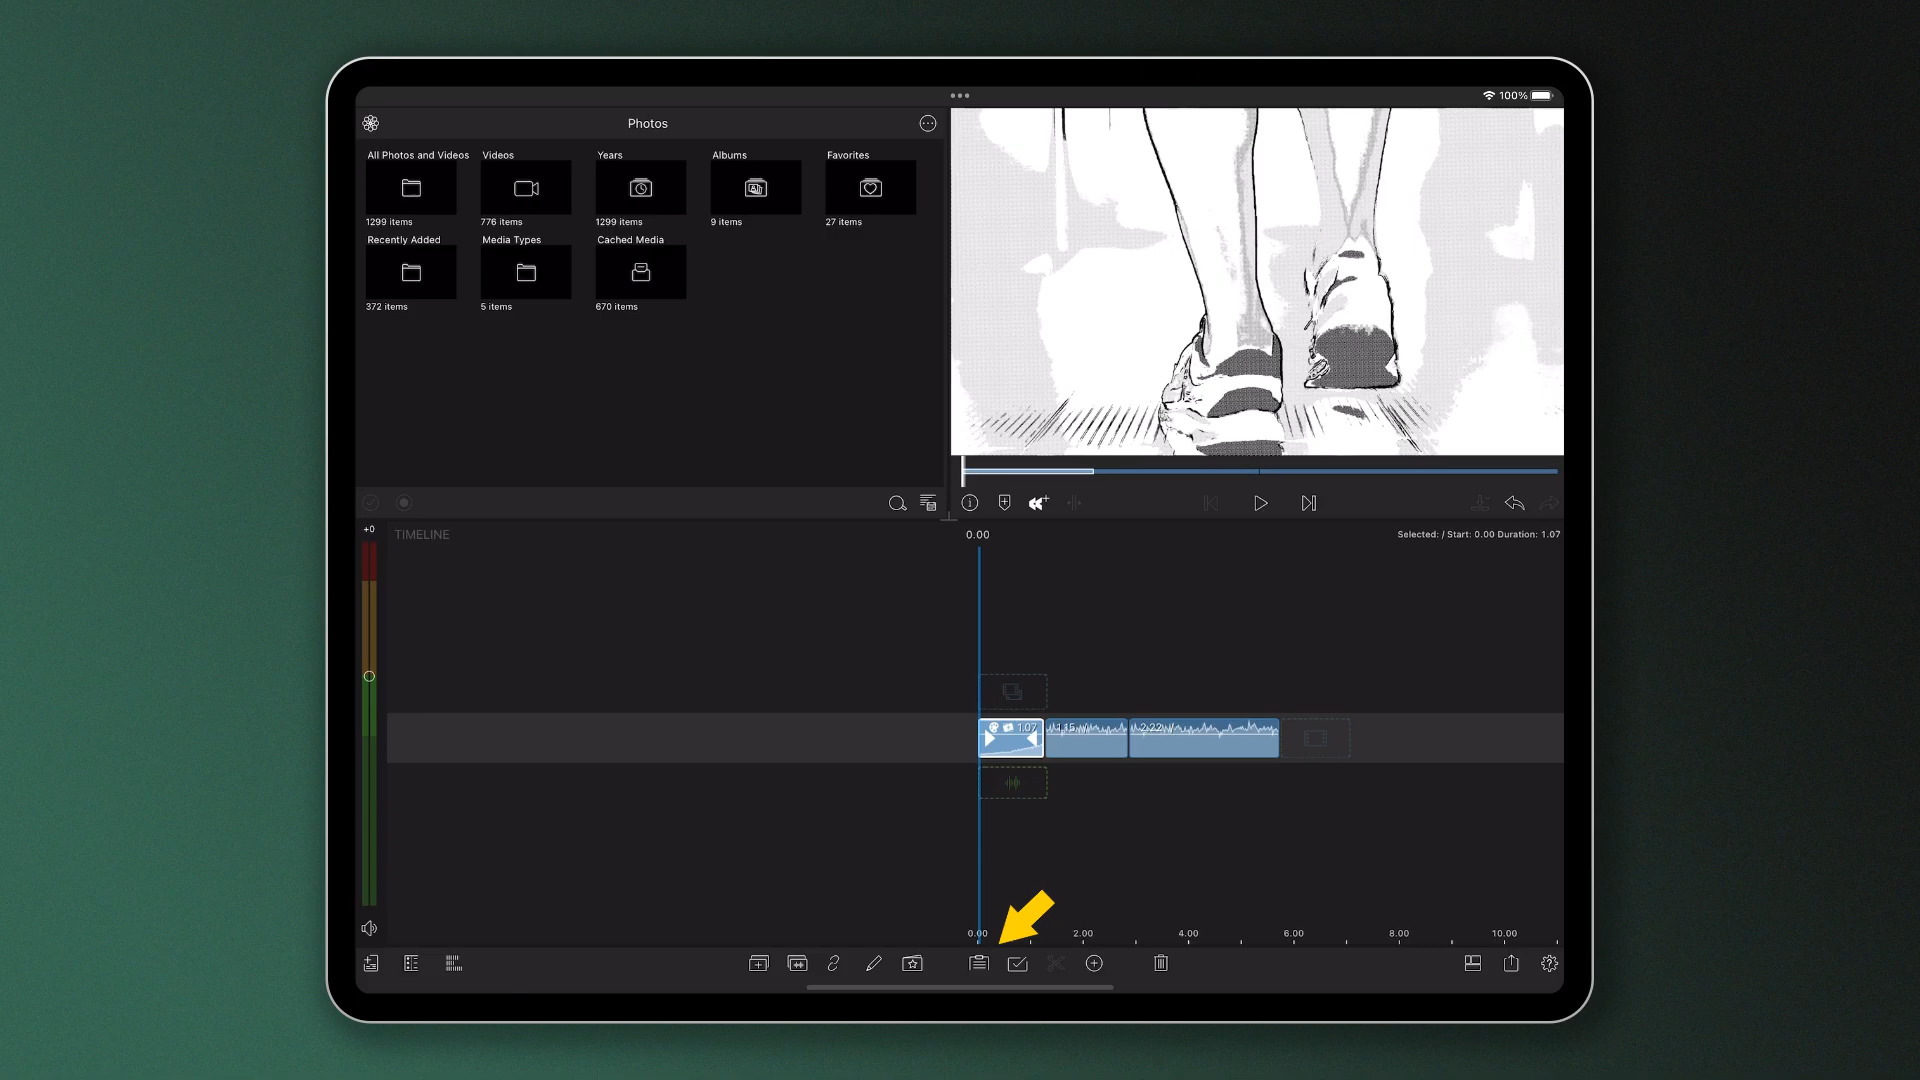 100%
Photos
All Photos and Videos Videos Years Albums Favorites
1299 items 776 items 1299 items 9 items 27 items
Recently Added Media Types Cached Media
372 items 5 items 670 items
+0
TIMELINE
0.00
Selected: / Start: 0.00 Duration: 1.07
1.07 1.15 2.22
0.00 2.00 4.00 6.00 8.00 10.00